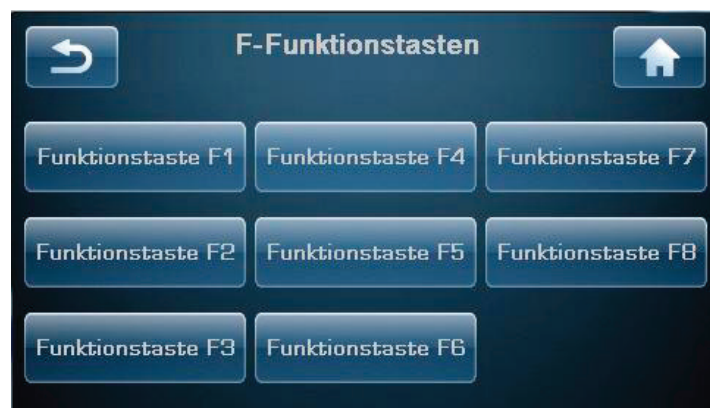 F-Funktionstasten
Funktionstaste F1 Funktionstaste F4 Funktionstaste F7
Funktionstaste F2 Funktionstaste F5 Funktionstaste F8
Funktionstaste F3 Funktionstaste F6